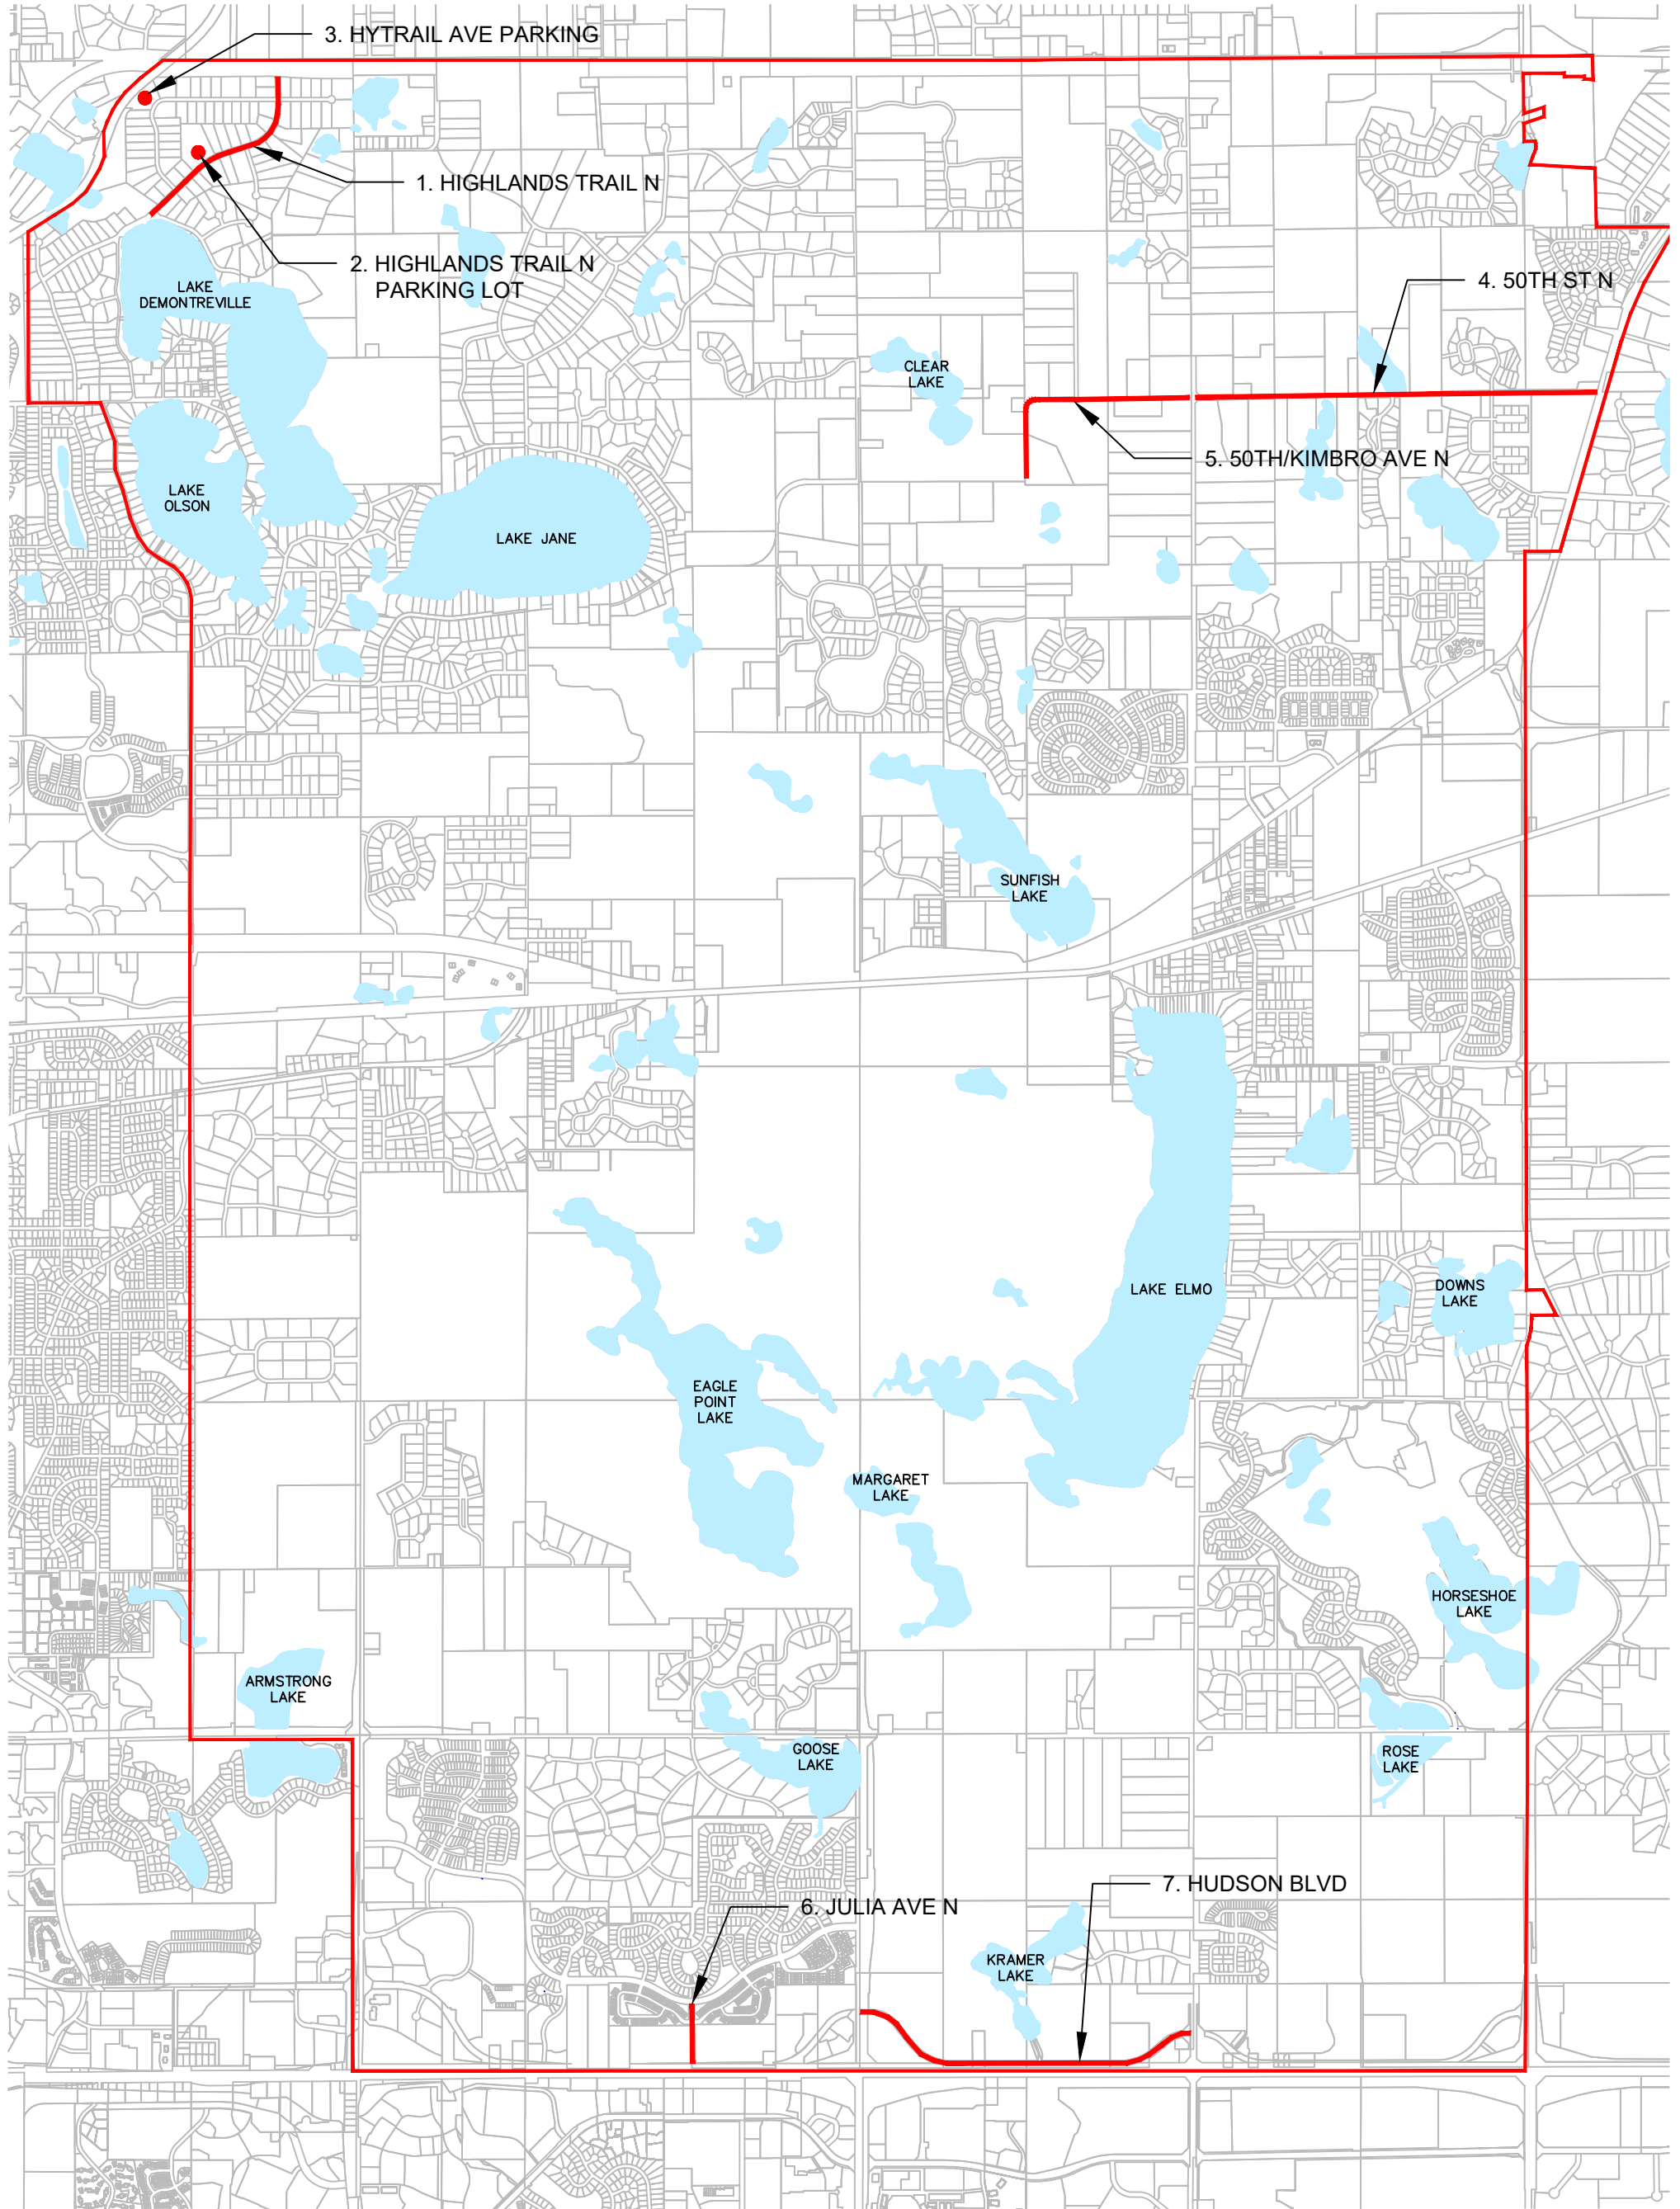 3. HYTRAIL AVE PARKING
1. HIGHLANDS TRAIL N
2. HIGHLANDS TRAIL N
PARKING LOT
LAKE
DEMONTREVILLE
4. 50TH ST N
CLEAR
LAKE
5. 50TH/KIMBRO AVE N
LAKE
OLSON
LAKE JANE
SUNFISH
LAKE
LAKE ELMO
DOWNS
LAKE
EAGLE
POINT
LAKE
MARGARET
LAKE
HORSESHOE
LAKE
ARMSTRONG
LAKE
GOOSE
LAKE
ROSE
LAKE
7. HUDSON BLVD
6. JULIA AVE N
KRAMER
LAKE